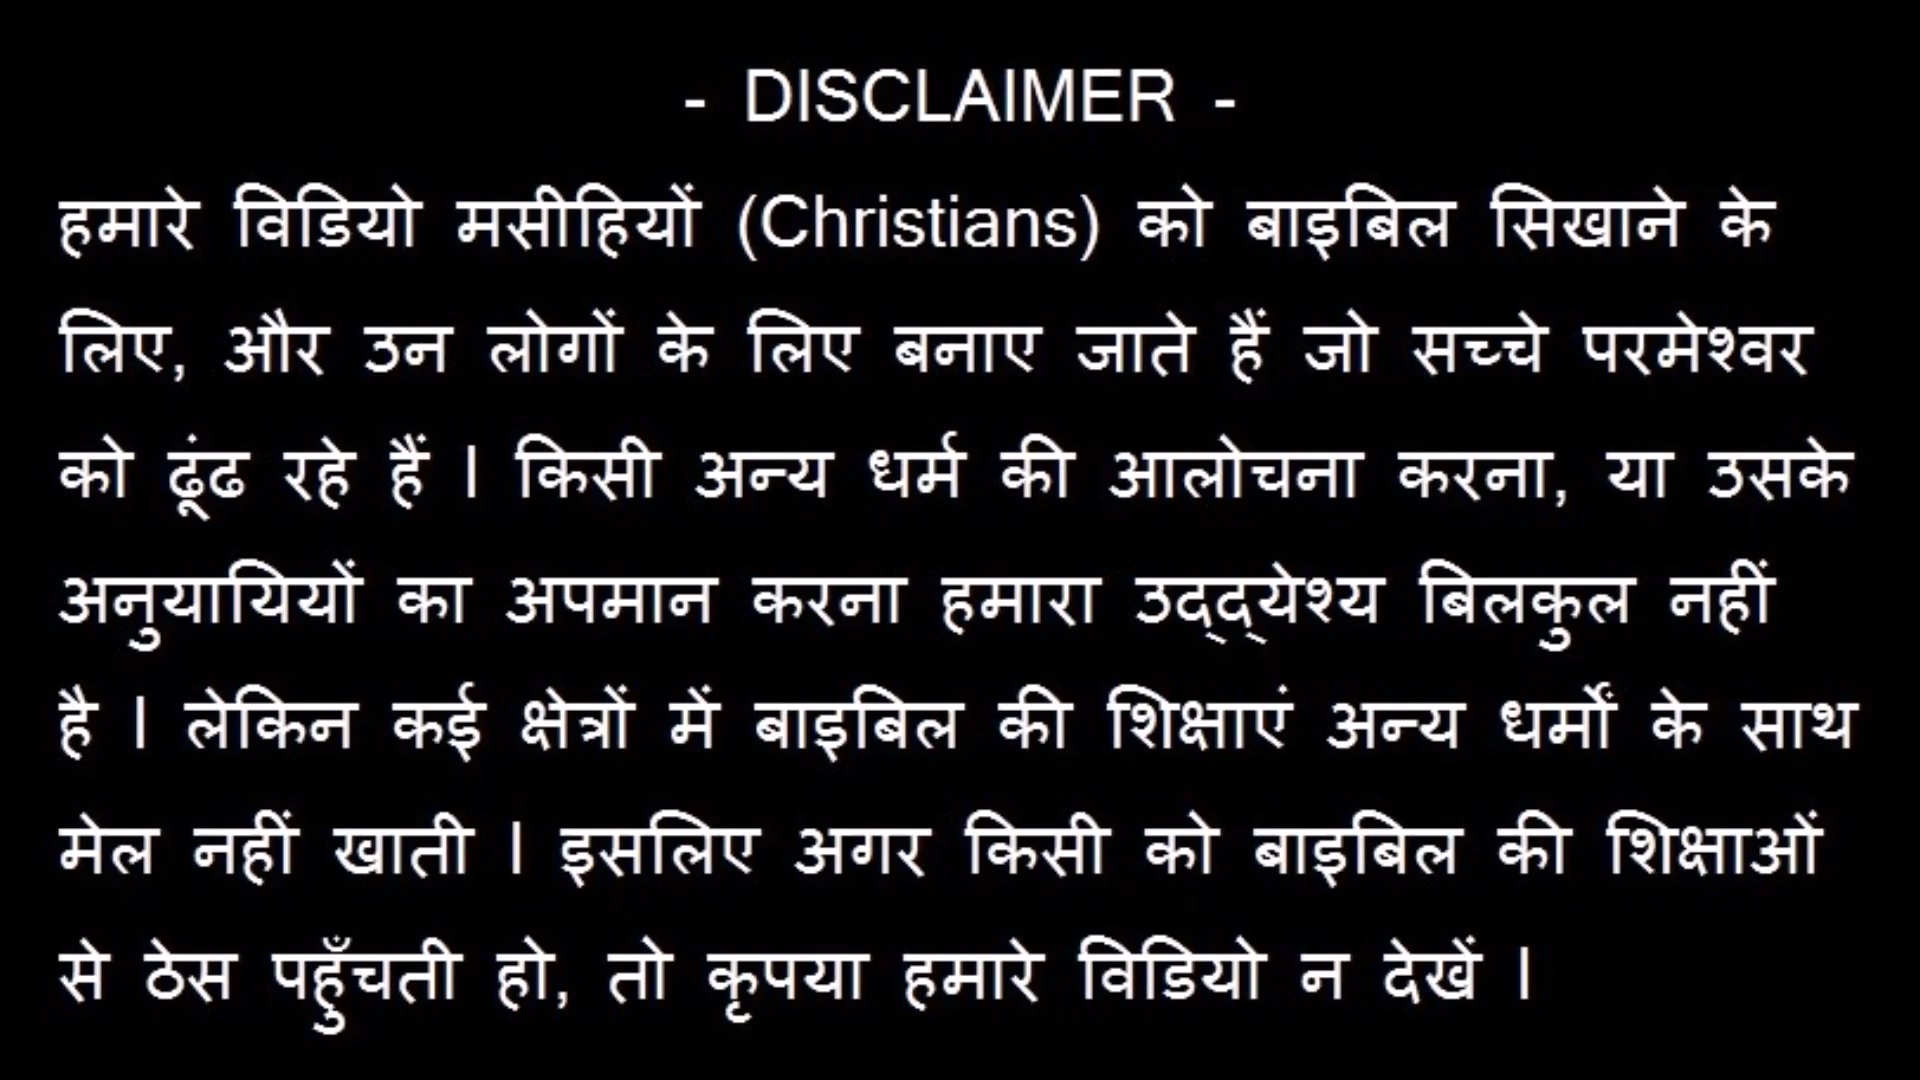 - DISCLAIMER -
हमारे विडियो मसीहियों (Christians) को बाइबिल सिखाने के
लिए, और उन लोगों के लिए बनाए जाते हैं जो सच्चे परमेश्वर
को ढूंढ रहे हैं । किसी अन्य धर्म की आलोचना करना, या उसके
अनुयायियों का अपमान करना हमारा उद्द्येश्य बिलकुल नहीं
है । लेकिन कई क्षेत्रों में बाइबिल की शिक्षाएं अन्य धर्मों के साथ
मेल नहीं खाती । इसलिए अगर किसी को बाइबिल की शिक्षाओं
से ठेस पहुँचती हो, तो कृपया हमारे विडियो न देखें ।